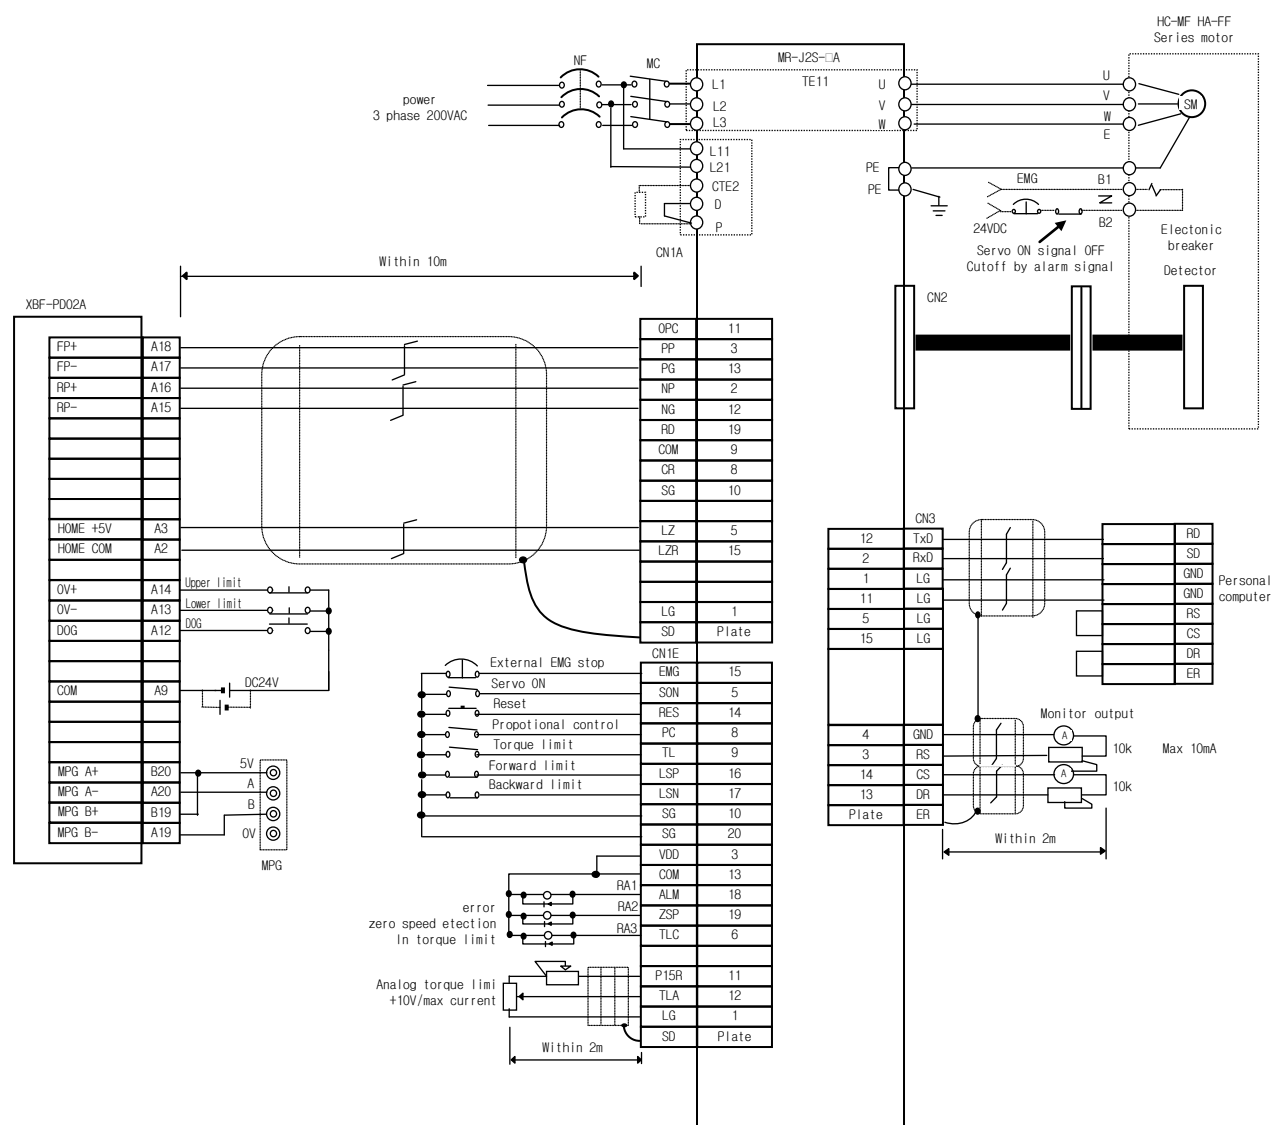 HC-MF HA-FF
Series motor
MR-J2S-□A
TE11
NF
MC
power
3 phase 200VAC
L1
L2
L3
L11
L21
CTE2
D
P
U
V
W
PE
PE
U
V
W
E
SM
EMG
B1
Z
B2
24VDC
Servo ON signal OFF
Cutoff by alarm signal
Electonic
breaker
Detector
CN1A
CN2
Within 10m
XBF-PD02A
FP+ A18
FP- A17
RP+ A16
RP- A15
HOME +5V A3
HOME COM A2
OV+ A14 Upper limit
OV- A13 Lower limit
DOG A12 DOG
COM A9 DC24V
MPG A+ B20 5V
MPG A- A20 A
MPG B+ B19 B
MPG B- A19 0V
MPG
OPC 11
PP 3
PG 13
NP 2
NG 12
RD 19
COM 9
CR 8
SG 10
LZ 5
LZR 15
LG 1
SD Plate
CN1E
External EMG stop EMG 15
Servo ON SON 5
Reset RES 14
Propotional control PC 8
Torque limit TL 9
Forward limit LSP 16
Backward limit LSN 17
SG 10
SG 20
VDD 3
COM 13
RA1 ALM 18
RA2 ZSP 19
RA3 TLC 6
error
zero speed etection
In torque limit
P15R 11
TLA 12
LG 1
SD Plate
Analog torque limi
+10V/max current
Within 2m
CN3
12 TxD
2 RxD
1 LG
11 LG
5 LG
15 LG
4 GND
3 RS
14 CS
13 DR
Plate ER
RD
SD
GND
GND
RS
CS
DR
ER
Personal
computer
Monitor output
A
10k
Max 10mA
A
10k
Within 2m